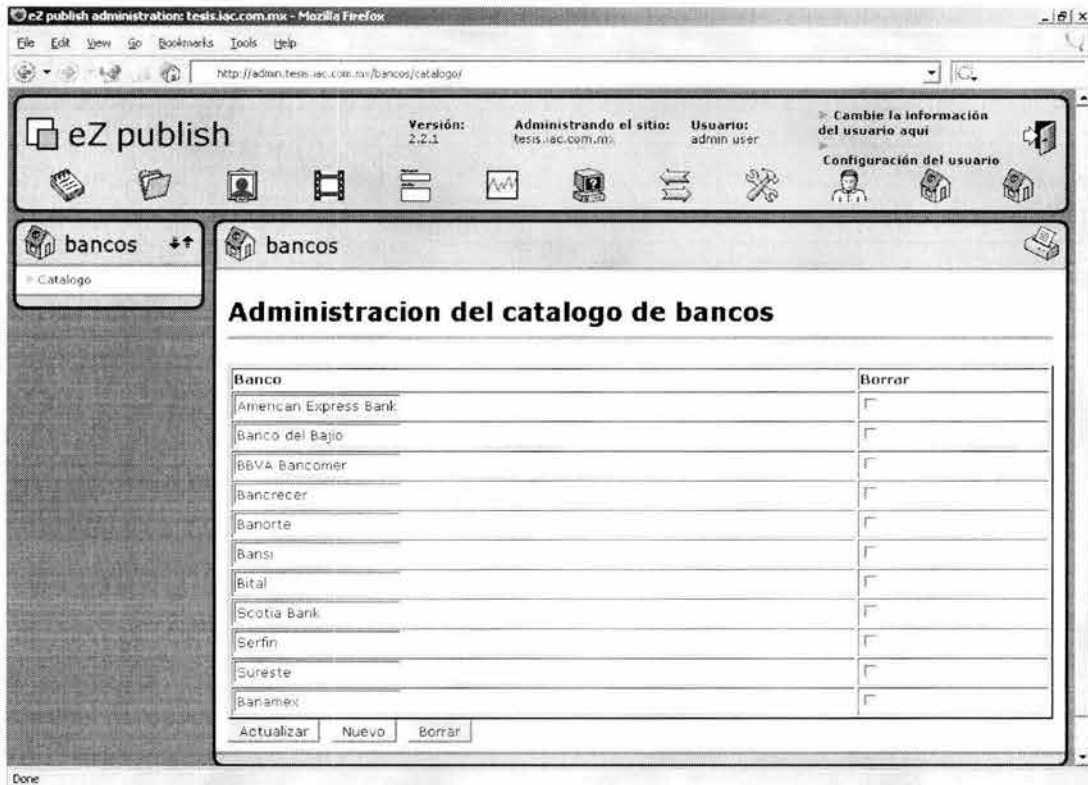 eZ publish administration: tesis.iac.com.mx - Mozilla Firefox
File Edit View Go Bookmarks Tools Help
http://admin.tesis.iac.com.mx/bancos/catalogo/
eZ publish
Versión:
2.2.1
Administrando el sitio:
tesis.iac.com.mx
Usuario:
admin user
Cambie la información
del usuario aquí
Configuración del usuario
bancos
Catalogo
bancos
Administracion del catalogo de bancos
Banco Borrar
American Express Bank
Banco del Bajio
BBVA Bancomer
Bancrecer
Banorte
Bansi
Bital
Scotia Bank
Serfin
Sureste
Banamex
Actualizar Nuevo Borrar
Done